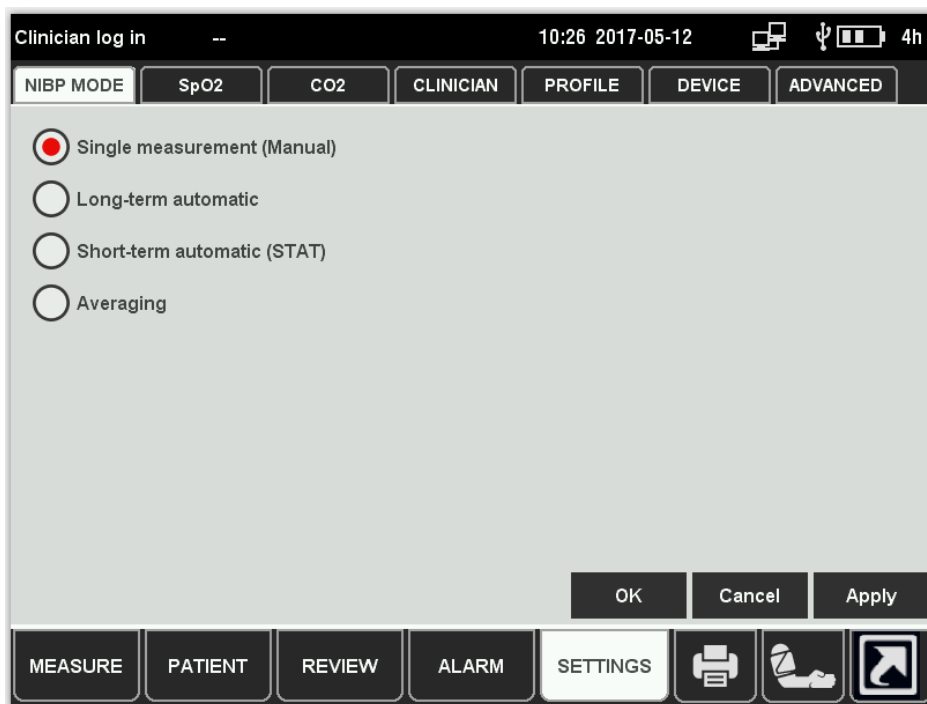 Clinician log in -- 10:26 2017-05-12 4h
NIBP MODE SpO2 CO2 CLINICIAN PROFILE DEVICE ADVANCED
Single measurement (Manual)
Long-term automatic
Short-term automatic (STAT)
Averaging
OK Cancel Apply
MEASURE PATIENT REVIEW ALARM SETTINGS